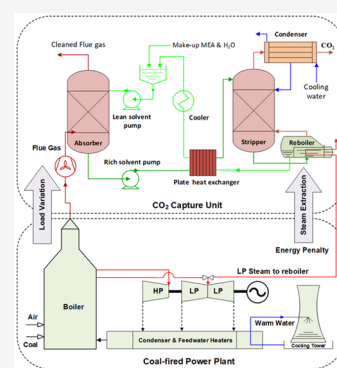 Condenser
Cleaned Flue gas
Make-up MEA & H₂O
CO₂
Cooling
water
Lean solvent
pump
Cooler
Absorber
Stripper
Reboiler
Flue Gas
Rich solvent pump
Plate heat exchanger
Load Variation
CO₂ Capture Unit
Steam Extraction
Energy Penalty
LP Steam to reboiler
HP
LP
LP
Boiler
Air
Coal
Warm Water
Condenser & Feedwater Heaters
Cooling Tower
Coal-fired Power Plant